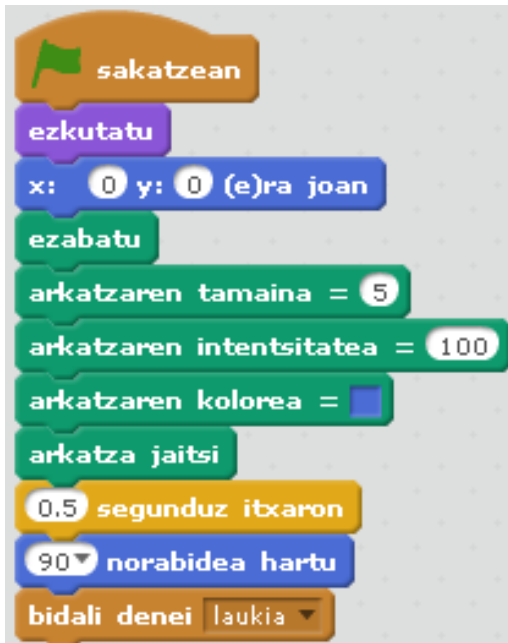 sakatzean
ezkutatu
x: 0 y: 0 (e)ra joan
ezabatu
arkatzaren tamaina = 5
arkatzaren intentsitatea = 100
arkatzaren kolorea =
arkatza jaitsi
0.5 segunduz itxaron
90 norabidea hartu
bidali denei laukia